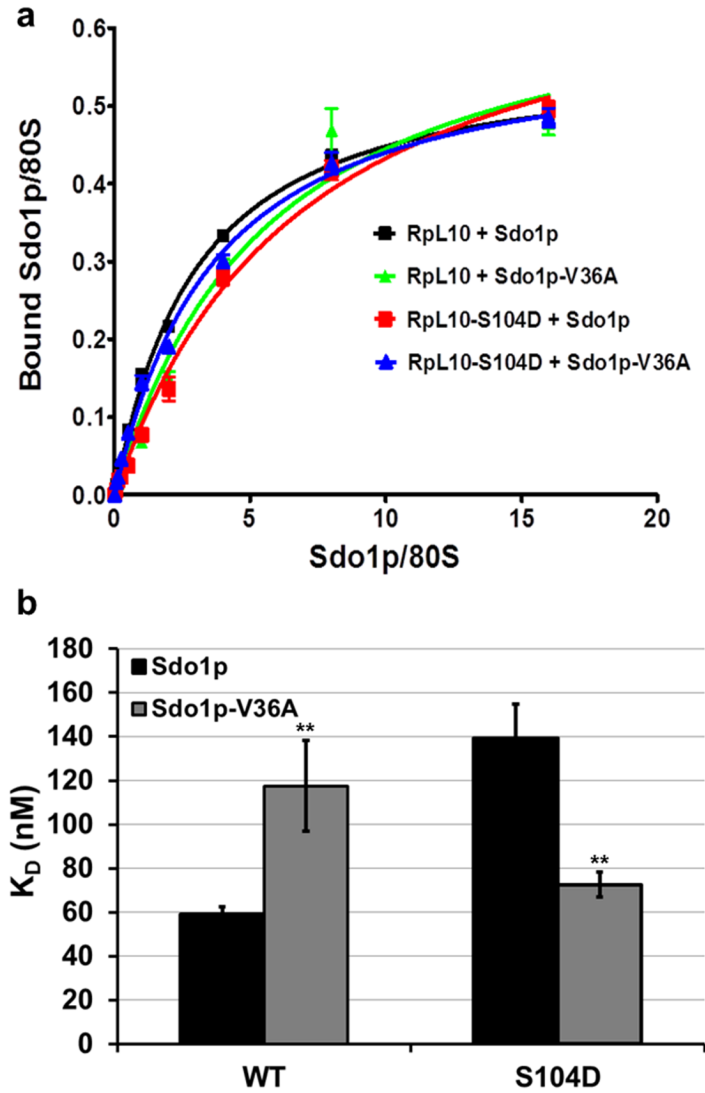 a
0.6
0.5
0.4
0.3
0.2
0.1
0.0
Bound Sdo1p/80S
RpL10 + Sdo1p
RpL10 + Sdo1p-V36A
RpL10-S104D + Sdo1p
RpL10-S104D + Sdo1p-V36A
0 5 10 15 20
Sdo1p/80S
b
180
160
140
120
100
80
60
40
20
0
K_D (nM)
Sdo1p
Sdo1p-V36A
**
**
WT S104D